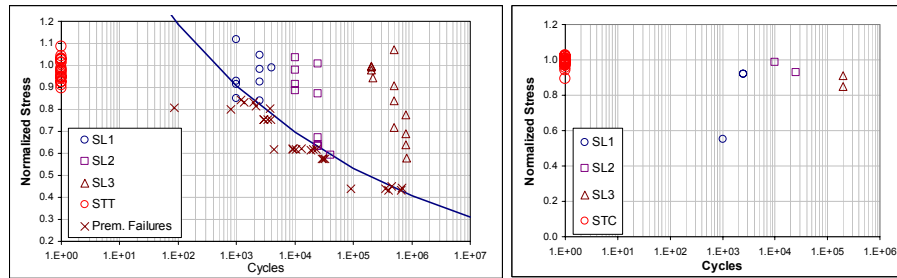 Normalized Stress
1.2
1.1
1.0
0.9
0.8
0.7
0.6
0.5
0.4
0.3
0.2
SL1
SL2
SL3
STT
Prem. Failures
1.E+00 1.E+01 1.E+02 1.E+03 1.E+04 1.E+05 1.E+06 1.E+07
Cycles
Normalized Stress
1.2
1.0
0.8
0.6
0.4
0.2
0.0
SL1
SL2
SL3
STC
1.E+00 1.E+01 1.E+02 1.E+03 1.E+04 1.E+05 1.E+06
Cycles